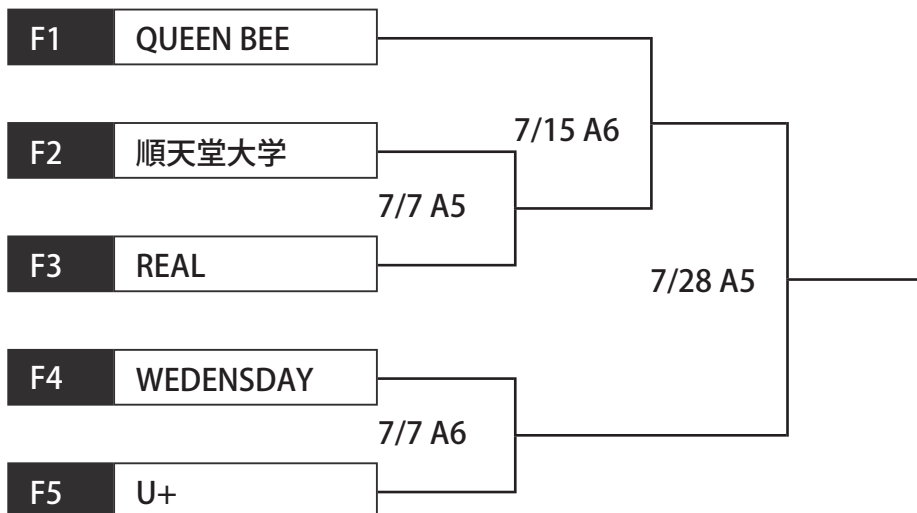 F1 QUEEN BEE
7/15 A6
F2 順天堂大学
7/7 A5
F3 REAL
7/28 A5
F4 WEDENSDAY
7/7 A6
F5 U+